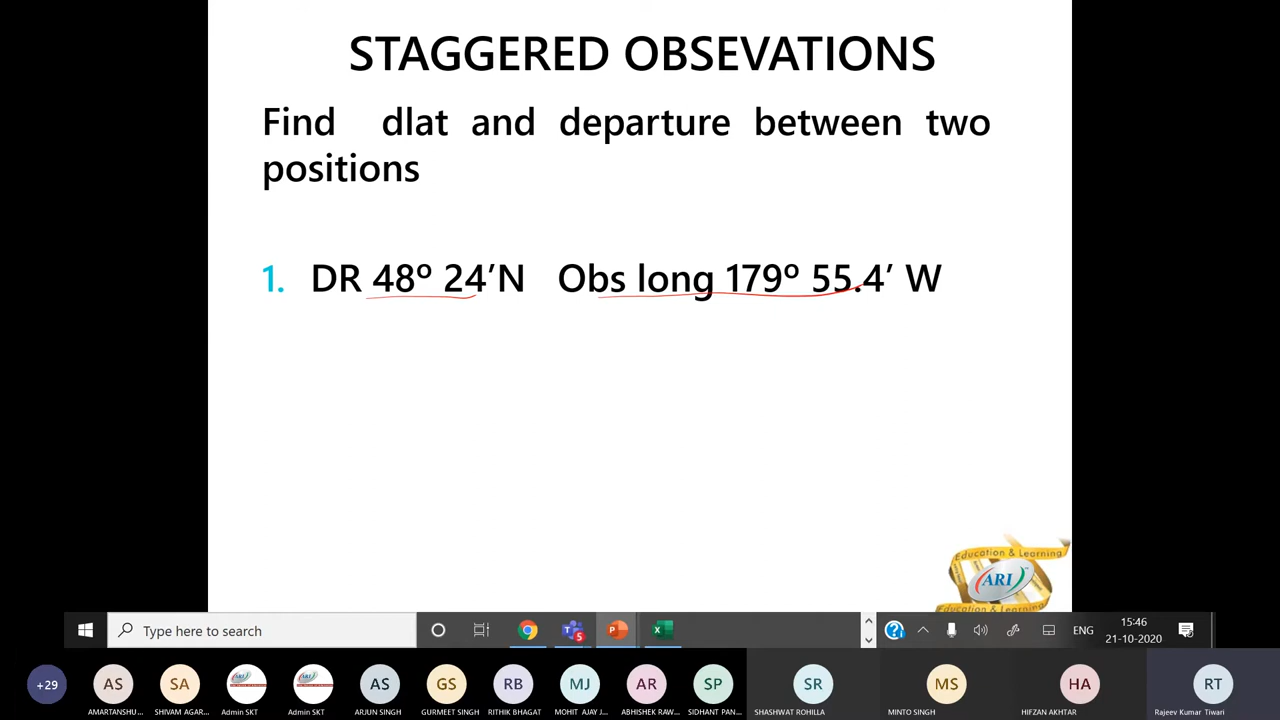 STAGGERED OBSEVATIONS
Find dlat and departure between two
positions
1. DR 48º 24’N Obs long 179º 55.4’ W
Education & Learning
ARI
Education & Learning
Type here to search
5
ENG
15:46
21-10-2020
+29
AS
SA
AS
GS
RB
MJ
AR
SP
SR
MS
HA
RT
AMARTANSHU...
SHIVAM AGAR...
Admin SKT
Admin SKT
ARJUN SINGH
GURMEET SINGH
RITHIK BHAGAT
MOHIT AJAY J...
ABHISHEK RAW...
SIDHANT PAN...
SHASHWAT ROHILLA
MINTO SINGH
HIFZAN AKHTAR
Rajeev Kumar Tiwari